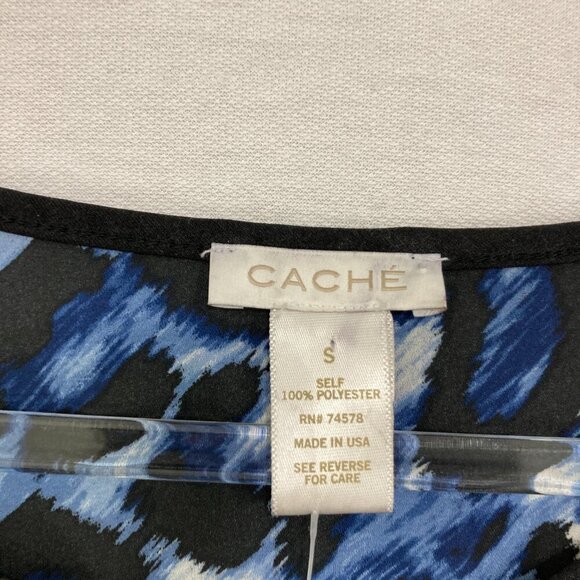 CACHÉ
S
SELF
100% POLYESTER
RN# 74578
MADE IN USA
SEE REVERSE
FOR CARE